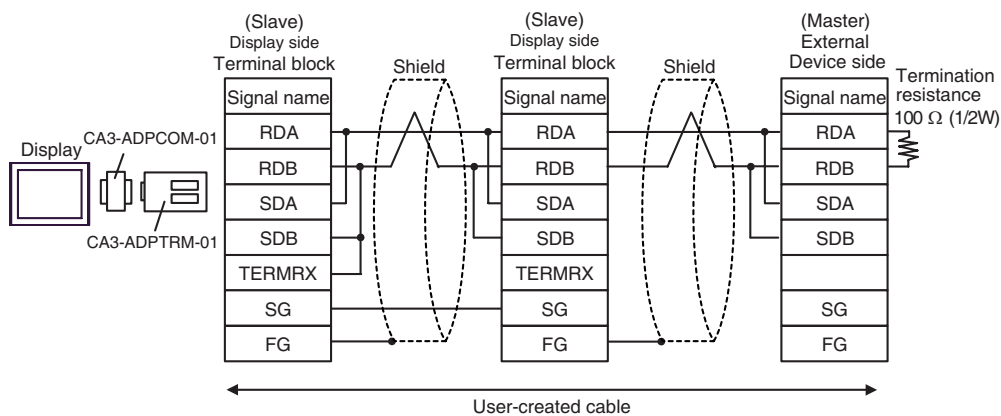 (Slave)
Display side
Terminal block
Signal name
RDA
RDB
SDA
SDB
TERMRX
SG
FG
Shield
(Slave)
Display side
Terminal block
Signal name
RDA
RDB
SDA
SDB
TERMRX
SG
FG
Shield
(Master)
External
Device side
Signal name
RDA
RDB
SDA
SDB
SG
FG
Termination
resistance
100 Ω (1/2W)
Display
CA3-ADPCOM-01
CA3-ADPTRM-01
User-created cable